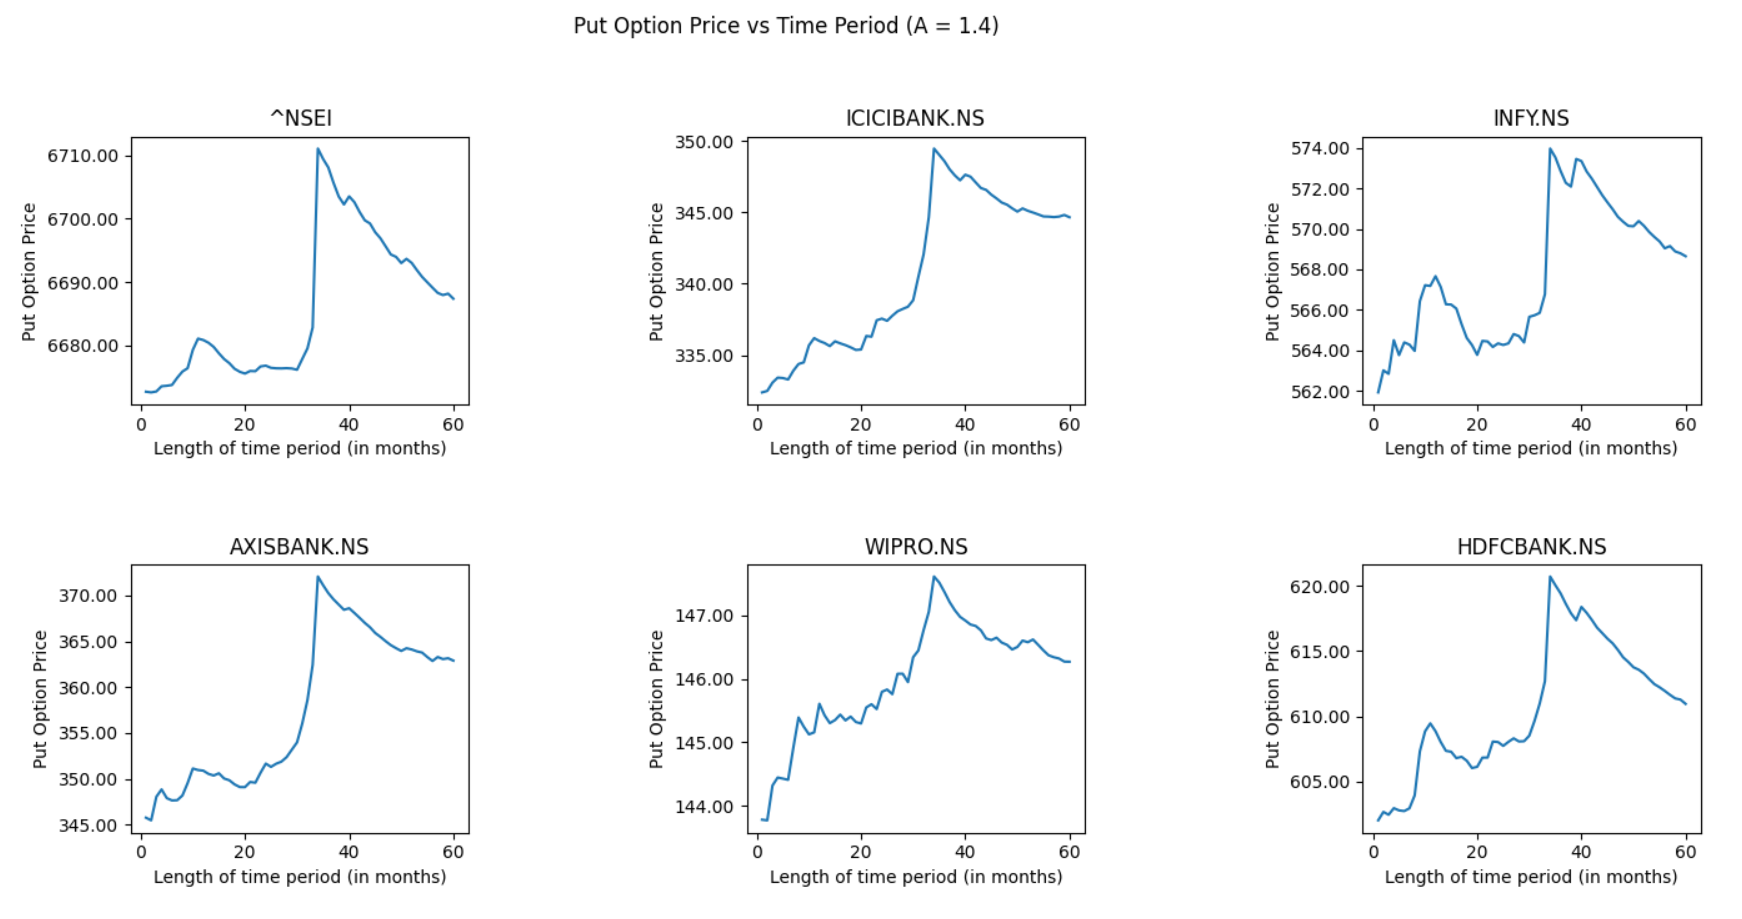 Put Option Price vs Time Period (A = 1.4)
^NSEI
6710.00
6700.00
6690.00
6680.00
Put Option Price
0 20 40 60
Length of time period (in months)
ICICIBANK.NS
350.00
345.00
340.00
335.00
Put Option Price
0 20 40 60
Length of time period (in months)
INFY.NS
574.00
572.00
570.00
568.00
566.00
564.00
562.00
Put Option Price
0 20 40 60
Length of time period (in months)
AXISBANK.NS
370.00
365.00
360.00
355.00
350.00
345.00
Put Option Price
0 20 40 60
Length of time period (in months)
WIPRO.NS
147.00
146.00
145.00
144.00
Put Option Price
0 20 40 60
Length of time period (in months)
HDFCBANK.NS
620.00
615.00
610.00
605.00
Put Option Price
0 20 40 60
Length of time period (in months)